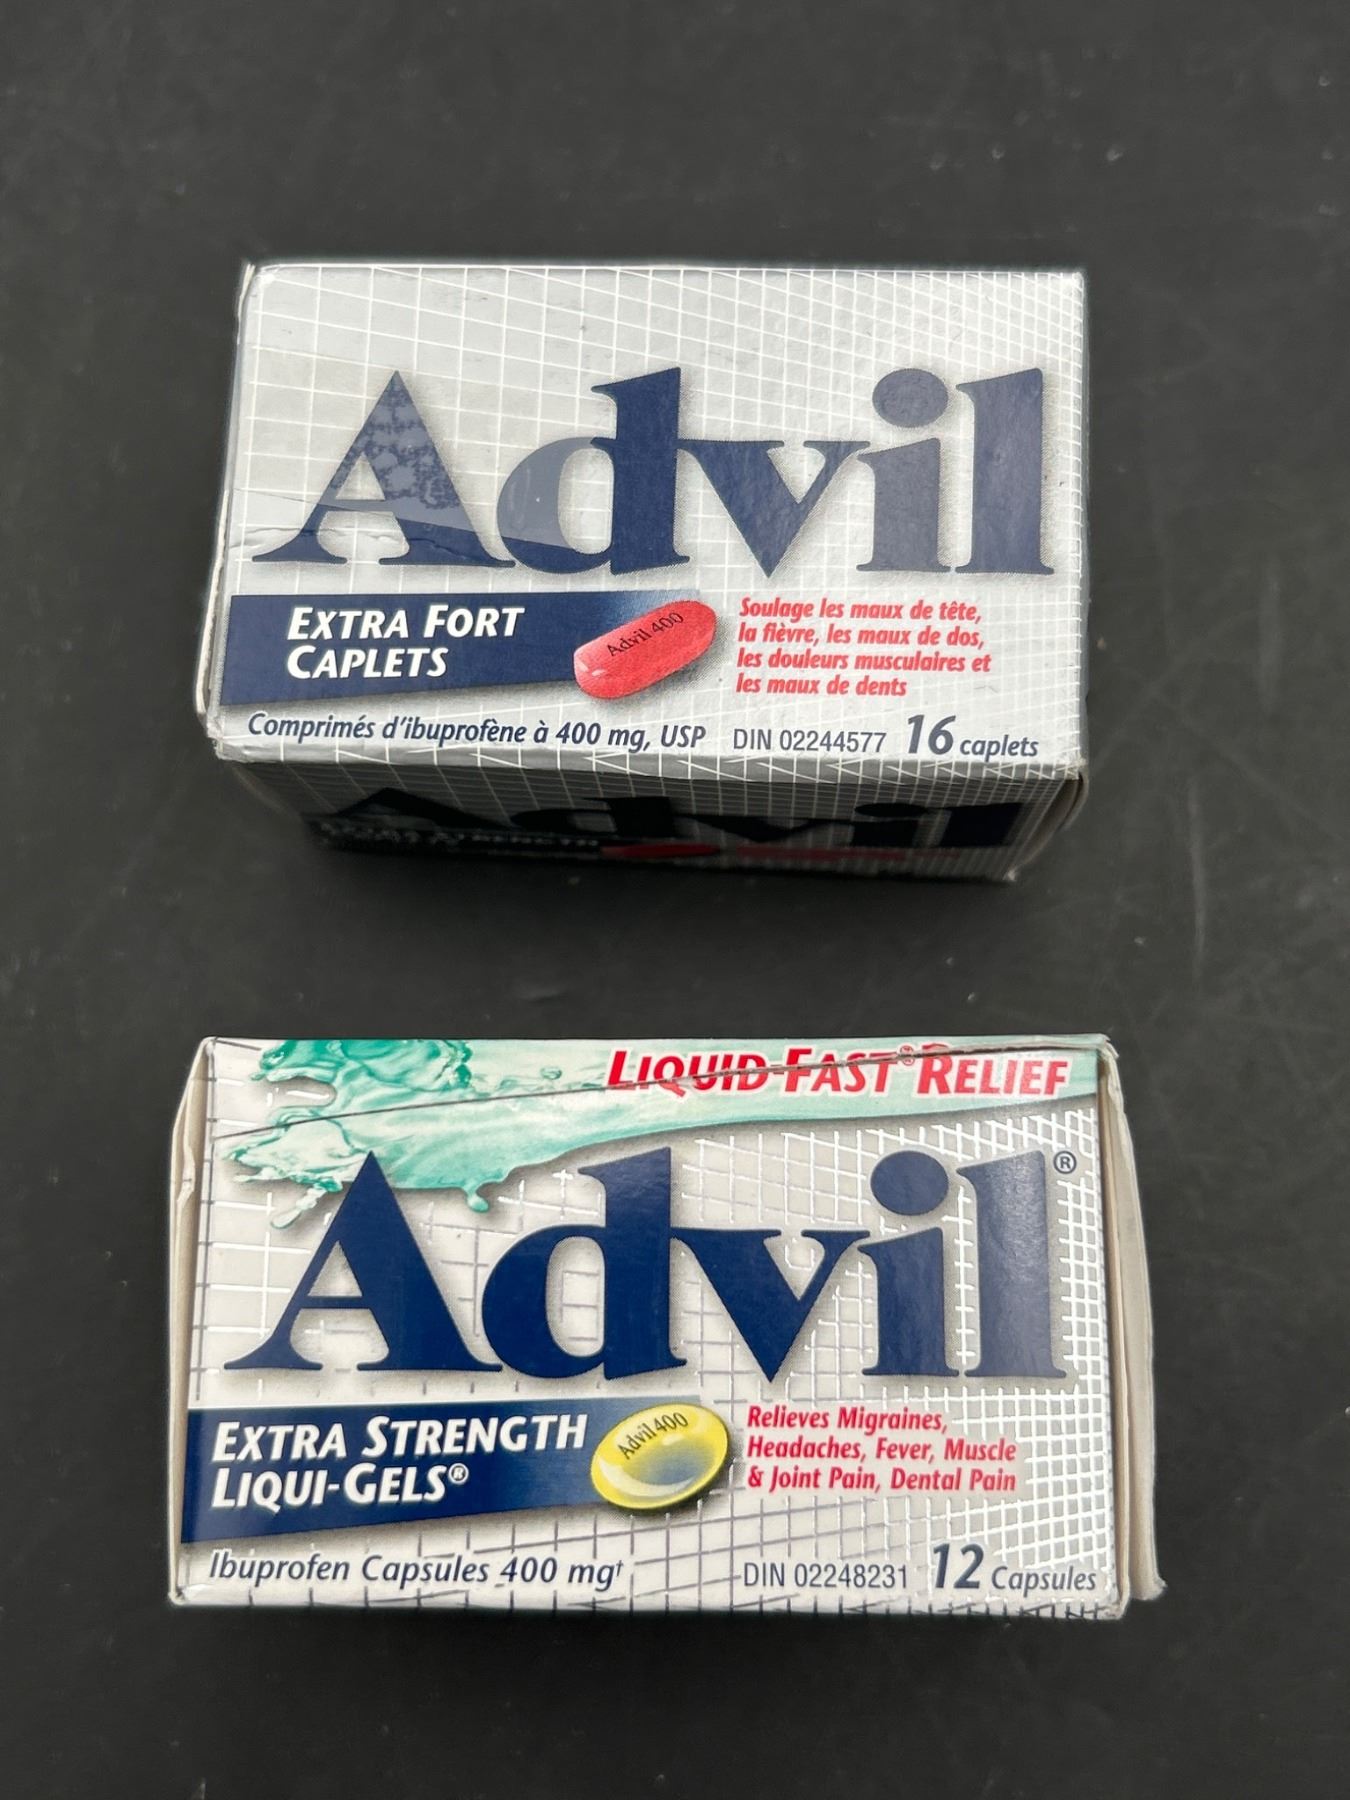 Advil
EXTRA FORT
CAPLETS
Advil 400
Soulage les maux de tête,
la fièvre, les maux de dos,
les douleurs musculaires et
les maux de dents
Comprimés d'ibuprofène à 400 mg, USP DIN 02244577 16 caplets
Advil
EXTRA STRENGTH
LIQUID-FAST® RELIEF
Advil®
EXTRA STRENGTH
LIQUI-GELS®
Advil 400
Relieves Migraines,
Headaches, Fever, Muscle
& Joint Pain, Dental Pain
Ibuprofen Capsules 400 mg† DIN 02248231 12 Capsules